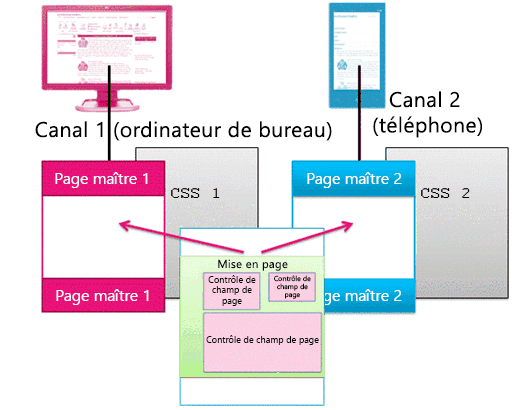 Canal 1 (ordinateur de bureau)
Canal 2
(téléphone)
Page maître 1
CSS 1
Page maître 2
CSS 2
Mise en page
Contrôle de
champ de
page
Contrôle de
champ de
page
Contrôle de champ de page
Page maître 1
Page maître 2